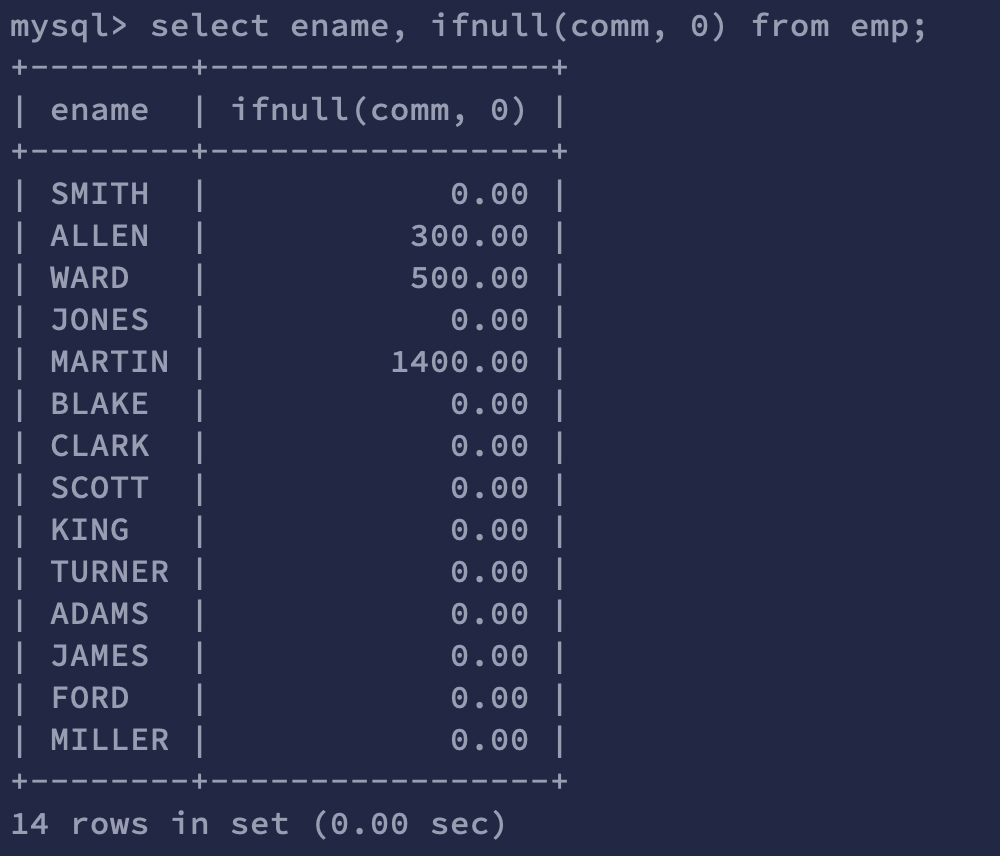 mysql> select ename, ifnull(comm, 0) from emp;
+--------+-----------------+
| ename  | ifnull(comm, 0) |
+--------+-----------------+
| SMITH  |            0.00 |
| ALLEN  |          300.00 |
| WARD   |          500.00 |
| JONES  |            0.00 |
| MARTIN |         1400.00 |
| BLAKE  |            0.00 |
| CLARK  |            0.00 |
| SCOTT  |            0.00 |
| KING   |            0.00 |
| TURNER |            0.00 |
| ADAMS  |            0.00 |
| JAMES  |            0.00 |
| FORD   |            0.00 |
| MILLER |            0.00 |
+--------+-----------------+
14 rows in set (0.00 sec)